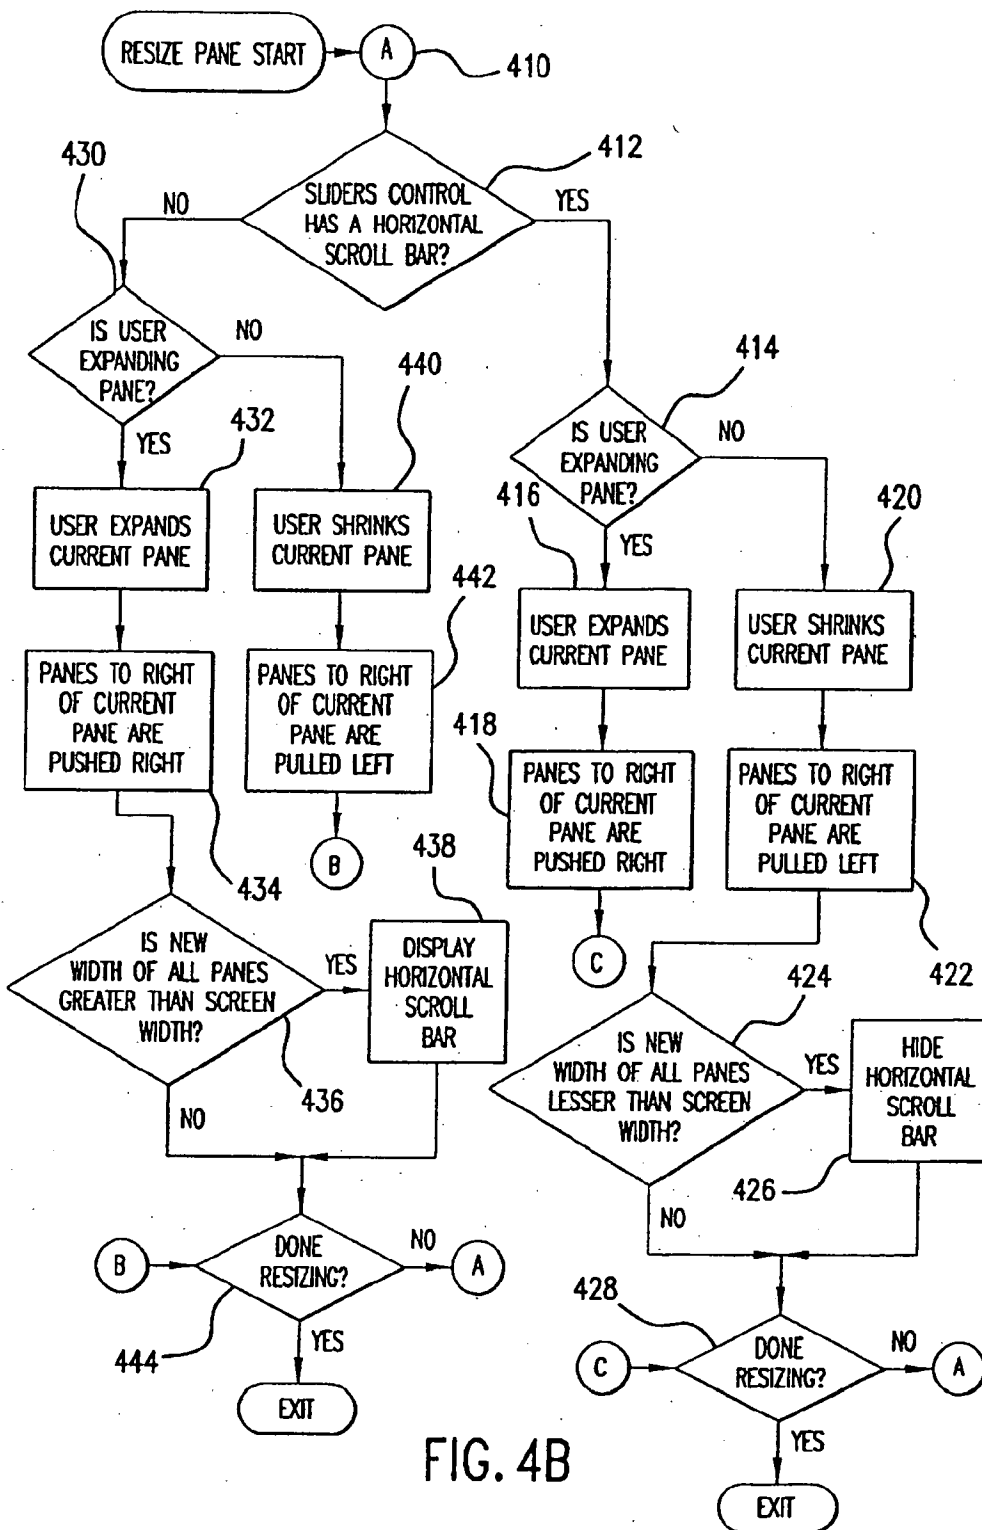 RESIZE PANE START
A
410
412
SLIDERS CONTROL
HAS A HORIZONTAL
SCROLL BAR?
NO
YES
430
IS USER
EXPANDING
PANE?
NO
YES
414
IS USER
EXPANDING
PANE?
NO
YES
432
USER EXPANDS
CURRENT PANE
440
USER SHRINKS
CURRENT PANE
416
USER EXPANDS
CURRENT PANE
420
USER SHRINKS
CURRENT PANE
PANES TO RIGHT
OF CURRENT
PANE ARE
PUSHED RIGHT
434
442
PANES TO RIGHT
OF CURRENT
PANE ARE
PULLED LEFT
B
418
PANES TO RIGHT
OF CURRENT
PANE ARE
PUSHED RIGHT
C
PANES TO RIGHT
OF CURRENT
PANE ARE
PULLED LEFT
422
IS NEW
WIDTH OF ALL PANES
GREATER THAN SCREEN
WIDTH?
436
YES
NO
438
DISPLAY
HORIZONTAL
SCROLL
BAR
424
IS NEW
WIDTH OF ALL PANES
LESSER THAN SCREEN
WIDTH?
YES
NO
HIDE
HORIZONTAL
SCROLL
BAR
426
B
DONE
RESIZING?
444
NO
A
YES
EXIT
428
C
DONE
RESIZING?
NO
A
YES
EXIT
FIG. 4B